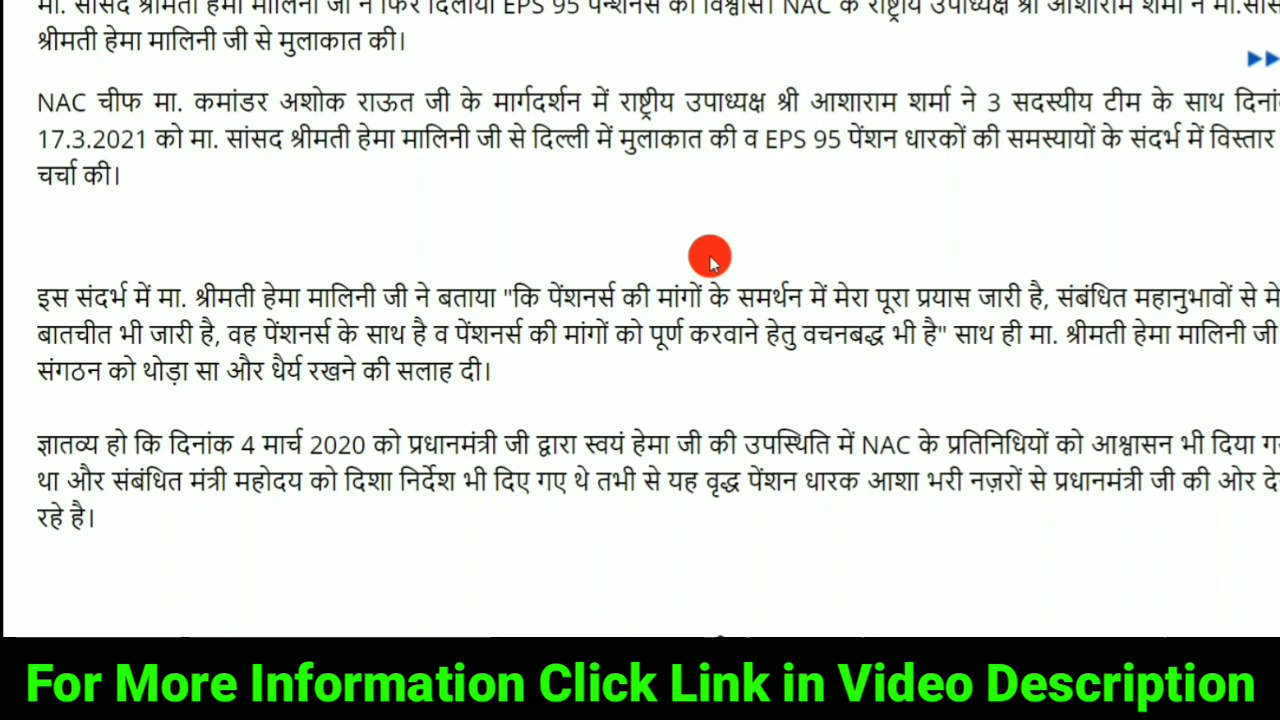 मा. सांसद श्रीमती हेमा मालिनी जी ने फिर दिलाया EPS 95 पेन्शनर्स को विश्वास। NAC के राष्ट्रीय उपाध्यक्ष श्री आशाराम शर्मा ने मा.सांस
श्रीमती हेमा मालिनी जी से मुलाकात की।
NAC चीफ मा. कमांडर अशोक राऊत जी के मार्गदर्शन में राष्ट्रीय उपाध्यक्ष श्री आशाराम शर्मा ने 3 सदस्यीय टीम के साथ
17.3.2021 को मा. सांसद श्रीमती हेमा मालिनी जी से दिल्ली में मुलाकात की व EPS 95 पेंशन धारकों की समस्यायों के संदर्भ में विस्तार
चर्चा की।
इस संदर्भ में मा. श्रीमती हेमा मालिनी जी ने बताया "कि पेंशनर्स की मांगों के समर्थन में मेरा पूरा प्रयास जारी है, संबंधित महानुभावों से
बातचीत भी जारी है, वह पेंशनर्स के साथ है व पेंशनर्स की मांगों को पूर्ण करवाने हेतु वचनबद्ध भी है" साथ ही मा. श्रीमती हेमा मालिनी जी
संगठन को थोड़ा सा और धैर्य रखने की सलाह दी।
ज्ञातव्य हो कि दिनांक 4 मार्च 2020 को प्रधानमंत्री जी द्वारा स्वयं हेमा जी की उपस्थिति में NAC के प्रतिनिधियों को आश्वासन भी दिया
था और संबंधित मंत्री महोदय को दिशा निर्देश भी दिए गए थे तभी से यह वृद्ध पेंशन धारक आशा भरी नज़रों से प्रधानमंत्री जी की ओर
रहे है।
For More Information Click Link in Video Description